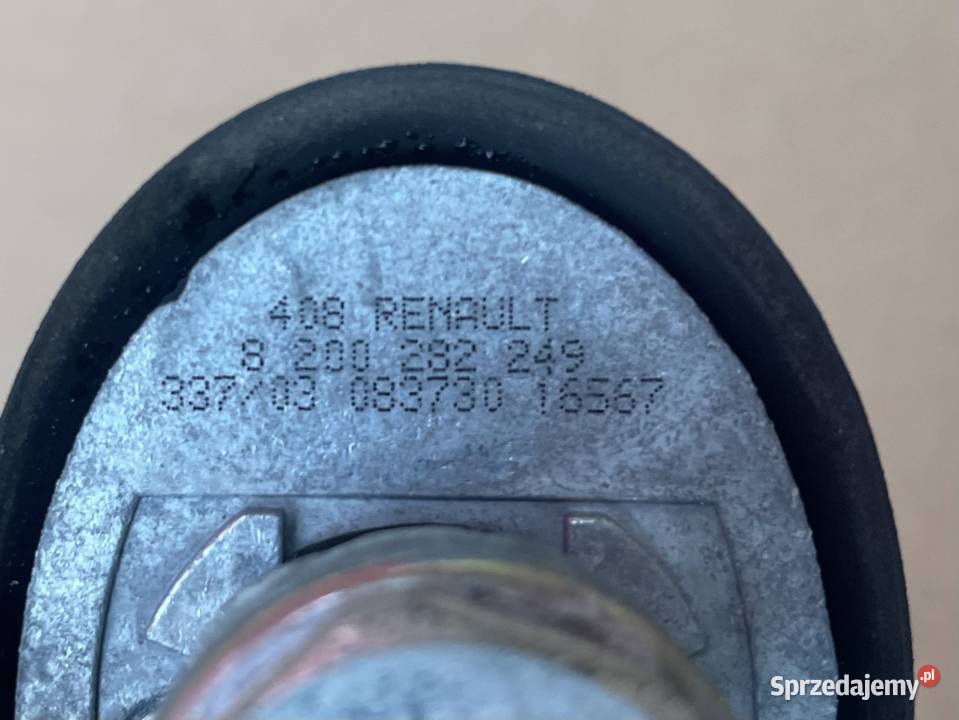 408 RENAULT
8 200 282 249
337/03 083730 16567
Sprzedajemy.pl